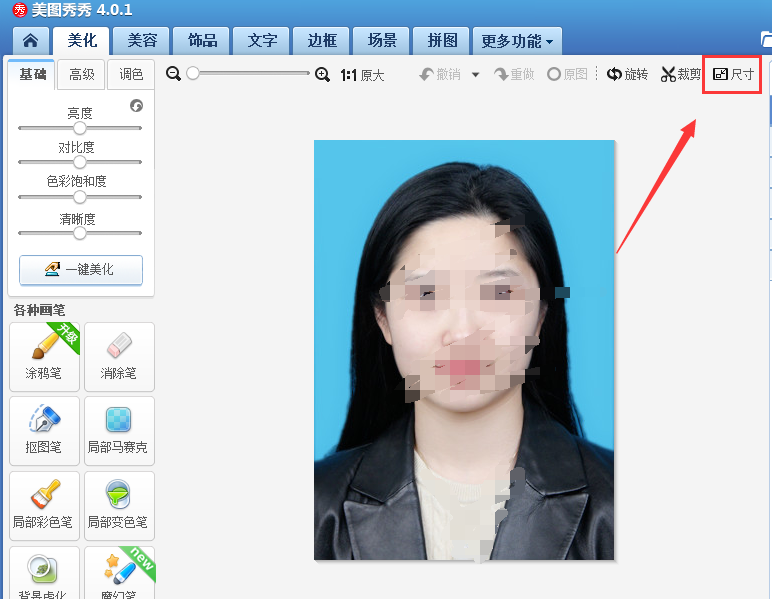 秀 美图秀秀 4.0.1
美化 美容 饰品 文字 边框 场景 拼图 更多功能
基础 高级 调色
1:1 原大 撤销 重做 原图 旋转 裁剪 尺寸
亮度
对比度
色彩饱和度
清晰度
一键美化
各种画笔
升级
涂鸦笔 消除笔
抠图笔 局部马赛克
局部彩色笔 局部变色笔
new
背景虚化 魔幻笔